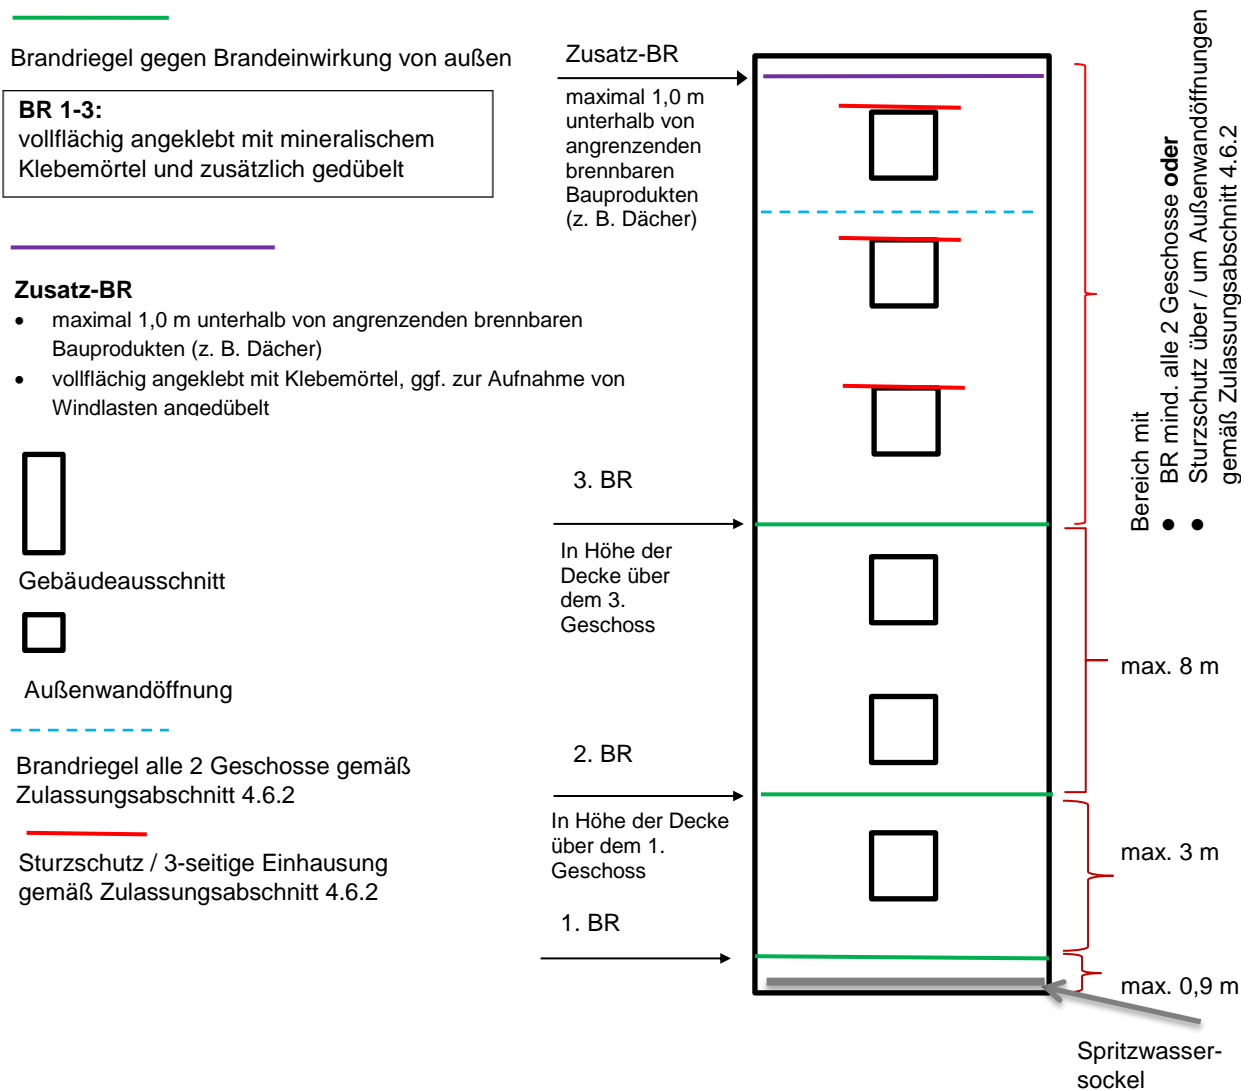 Brandriegel gegen Brandeinwirkung von außen
BR 1-3:
vollflächig angeklebt mit mineralischem
Klebemörtel und zusätzlich gedübelt
Zusatz-BR
• maximal 1,0 m unterhalb von angrenzenden brennbaren
Bauprodukten (z. B. Dächer)
• vollflächig angeklebt mit Klebemörtel, ggf. zur Aufnahme von
Windlasten angedübelt
Gebäudeausschnitt
Außenwandöffnung
Brandriegel alle 2 Geschosse gemäß
Zulassungsabschnitt 4.6.2
Sturzschutz / 3-seitige Einhausung
gemäß Zulassungsabschnitt 4.6.2
Zusatz-BR
maximal 1,0 m
unterhalb von
angrenzenden
brennbaren
Bauprodukten
(z. B. Dächer)
3. BR
In Höhe der
Decke über
dem 3.
Geschoss
2. BR
In Höhe der Decke
über dem 1.
Geschoss
1. BR
Bereich mit
● BR mind. alle 2 Geschosse oder
● Sturzschutz über / um Außenwandöffnungen
gemäß Zulassungsabschnitt 4.6.2
max. 8 m
max. 3 m
max. 0,9 m
Spritzwasser-
sockel